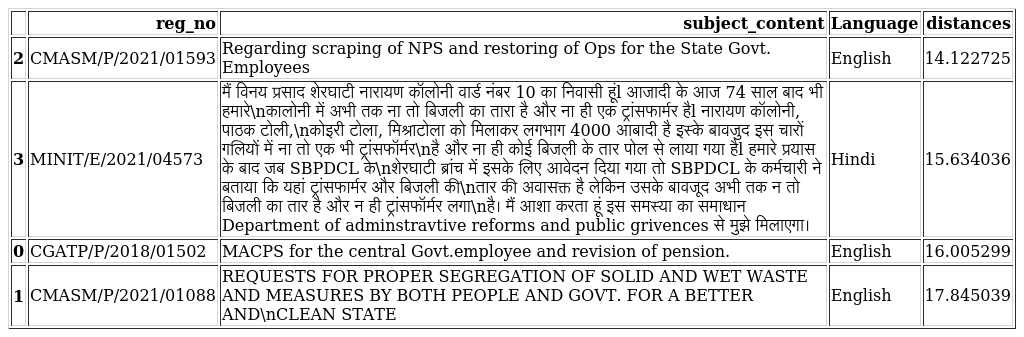 reg_no subject_content Language distances
2 CMASM/P/2021/01593 Regarding scraping of NPS and restoring of Ops for the State Govt. English 14.122725
Employees
मैं विनय प्रसाद शेरघाटी नारायण कॉलोनी वार्ड नंबर 10 का निवासी हूंl आजादी के आज 74 साल बाद भी
हमारे\nकालोनी में अभी तक ना तो बिजली का तारा है और ना ही एक ट्रांसफार्मर हैl नारायण कॉलोनी,
पाठक टोली,\nकोइरी टोला, मिश्राटोला को मिलाकर लगभाग 4000 आबादी है इस्के बावजुद इस चारों
3 MINIT/E/2021/04573 गलियों में ना तो एक भी ट्रांसफॉर्मर\nहै और ना ही कोई बिजली के तार पोल से लाया गया हैl हमारे प्रयास Hindi 15.634036
के बाद जब SBPDCL के\nशेरघाटी ब्रांच में इसके लिए आवेदन दिया गया तो SBPDCL के कर्मचारी ने
बताया कि यहां ट्रांसफार्मर और बिजली की\nतार की अवासक्त है लेकिन उसके बावजूद अभी तक न तो
बिजली का तार है और न ही ट्रांसफॉर्मर लगा\nहै। मैं आशा करता हूं इस समस्या का समाधान
Department of adminstravtive reforms and public grivences से मुझे मिलाएगा।
0 CGATP/P/2018/01502 MACPS for the central Govt.employee and revision of pension. English 16.005299
REQUESTS FOR PROPER SEGREGATION OF SOLID AND WET WASTE
1 CMASM/P/2021/01088 AND MEASURES BY BOTH PEOPLE AND GOVT. FOR A BETTER English 17.845039
AND\nCLEAN STATE